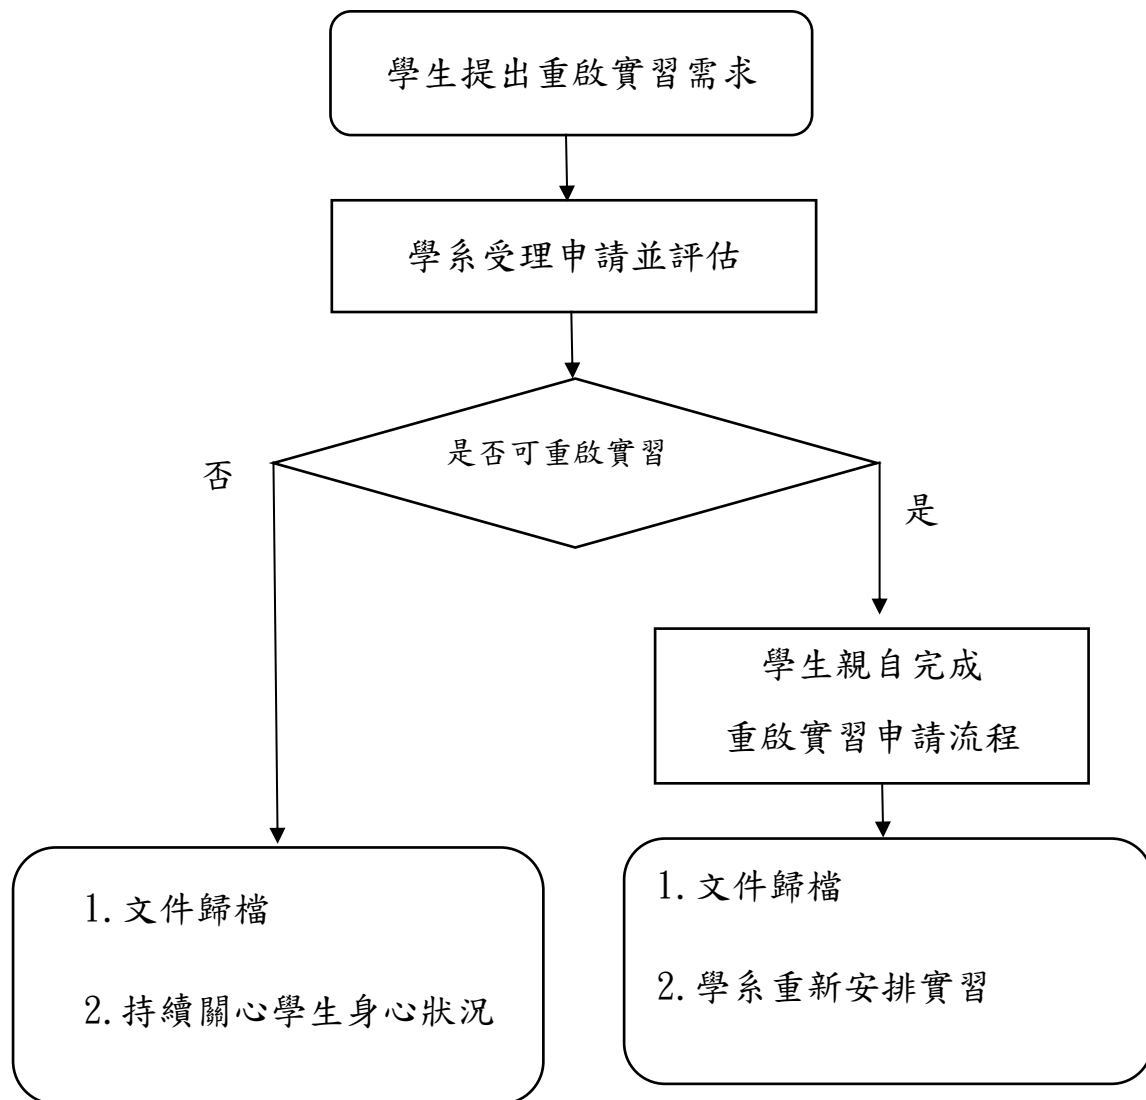 學生提出重啟實習需求
學系受理申請並評估
是否可重啟實習
否
是
學生親自完成
重啟實習申請流程
1.文件歸檔
2.持續關心學生身心狀況
1.文件歸檔
2.學系重新安排實習